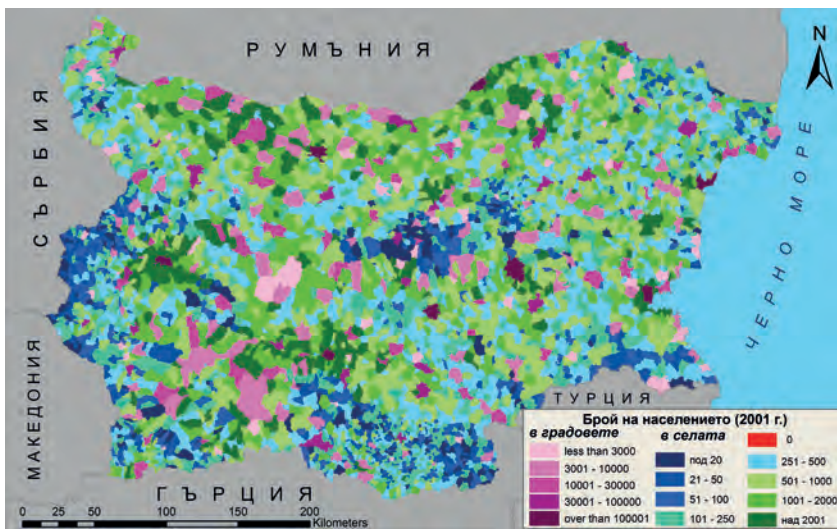 РУМЪНИЯ
N
СЪРБИЯ
ЧЕРНО МОРЕ
МАКЕДОНИЯ
ТУРЦИЯ
ГЪРЦИЯ
Брой на населението (2001 г.)
в градовете
less than 3000
3001 - 10000
10001 - 30000
30001 - 100000
over than 100001
в селата
под 20
21 - 50
51 - 100
101 - 250
0
251 - 500
501 - 1000
1001 - 2000
над 2001
0 25 50 100 150 200
Kilometers